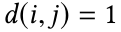 d(i, j) = 1